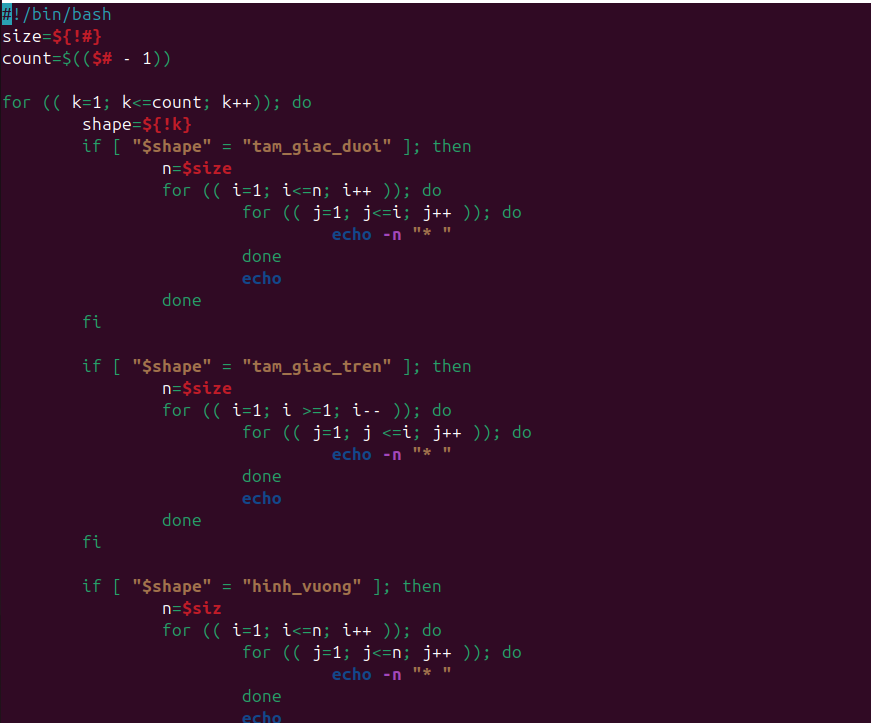 #!/bin/bash
size=${!#}
count=$(($# - 1))

for (( k=1; k<=count; k++)); do
        shape=${!k}
        if [ "$shape" = "tam_giac_duoi" ]; then
                n=$size
                for (( i=1; i<=n; i++ )); do
                        for (( j=1; j<=i; j++ )); do
                                 echo -n "* "
                        done
                        echo
                done
        fi

        if [ "$shape" = "tam_giac_tren" ]; then
                n=$size
                for (( i=1; i >=1; i-- )); do
                        for (( j=1; j <=i; j++ )); do
                                 echo -n "* "
                        done
                        echo
                done
        fi

        if [ "$shape" = "hinh_vuong" ]; then
                n=$siz
                for (( i=1; i<=n; i++ )); do
                        for (( j=1; j<=n; j++ )); do
                                 echo -n "* "
                        done
                        echo